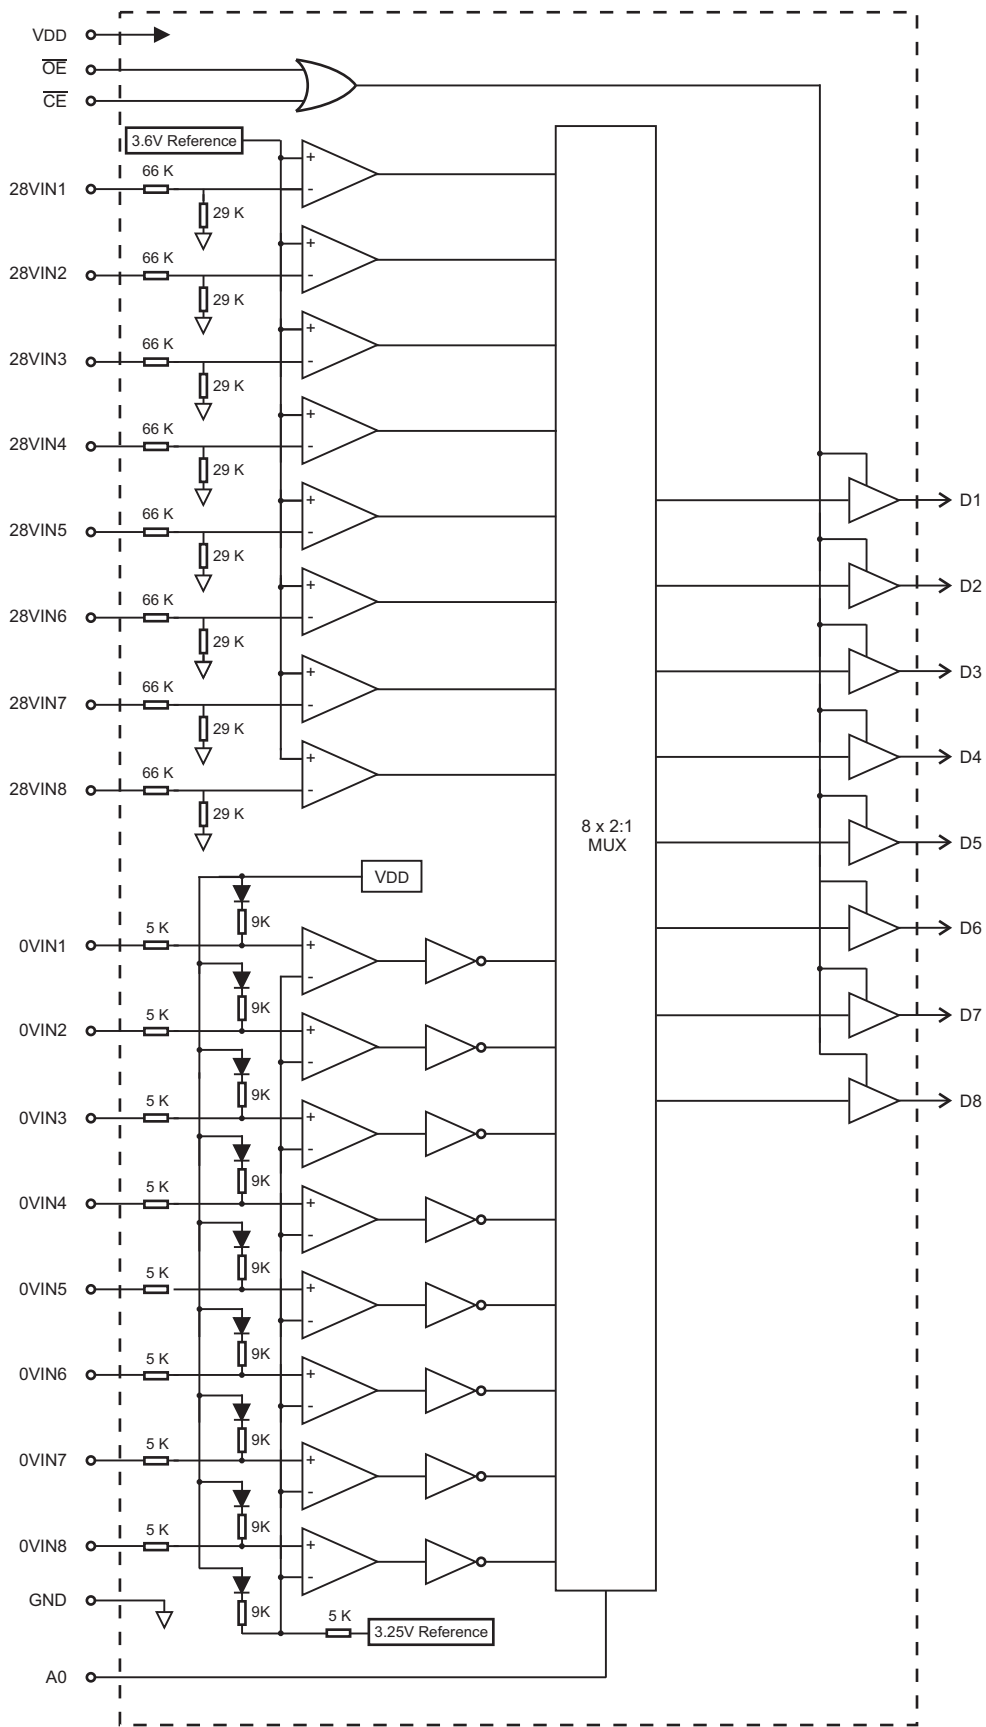 VDD
OE
CE
3.6V Reference
66 K
+
28VIN1
-
29 K
66 K
+
28VIN2
-
29 K
66 K
+
28VIN3
-
29 K
66 K
+
28VIN4
-
29 K
66 K
+
28VIN5
-
29 K
66 K
+
28VIN6
-
29 K
66 K
+
28VIN7
-
29 K
66 K
+
28VIN8
-
29 K
8 x 2:1
MUX
D1
D2
D3
D4
D5
D6
D7
D8
VDD
9K
5 K
0VIN1
+
-
9K
5 K
0VIN2
+
-
9K
5 K
0VIN3
+
-
9K
5 K
0VIN4
+
-
9K
5 K
0VIN5
+
-
9K
5 K
0VIN6
+
-
9K
5 K
0VIN7
+
-
9K
5 K
0VIN8
+
-
GND
9K
5 K
3.25V Reference
A0